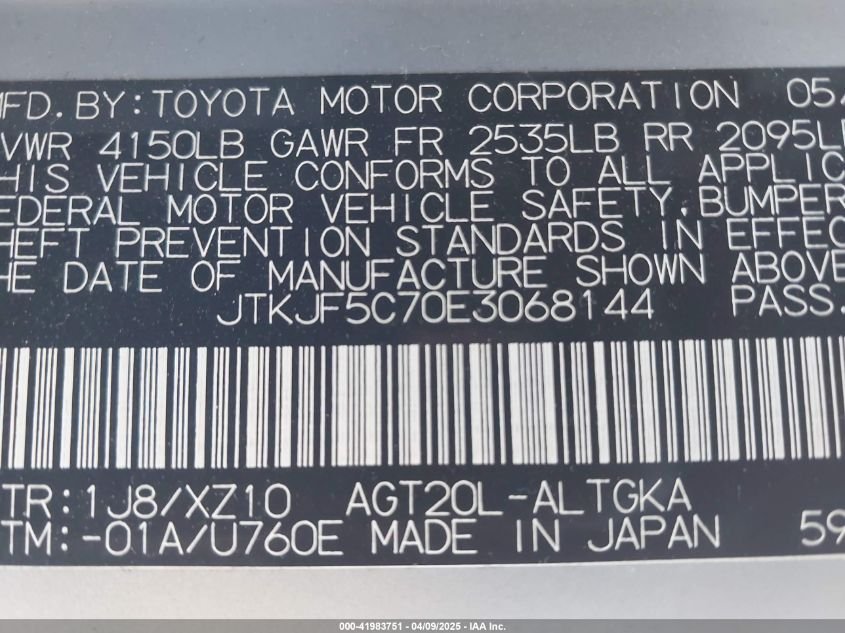 MFD. BY: TOYOTA MOTOR CORPORATION 05/
VWR 4150LB GAWR FR 2535LB RR 2095L
HIS VEHICLE CONFORMS TO ALL APPLIC
EDERAL MOTOR VEHICLE SAFETY, BUMPER
HEFT PREVENTION STANDARDS IN EFFEC
HE DATE OF MANUFACTURE SHOWN ABOVE
JTKJF5C70E3068144 PASS.
TR: 1J8/XZ10 AGT20L-ALTGKA
TM: -01A/U760E MADE IN JAPAN 59
000-41983751 | 04/09/2025 - IAA Inc.